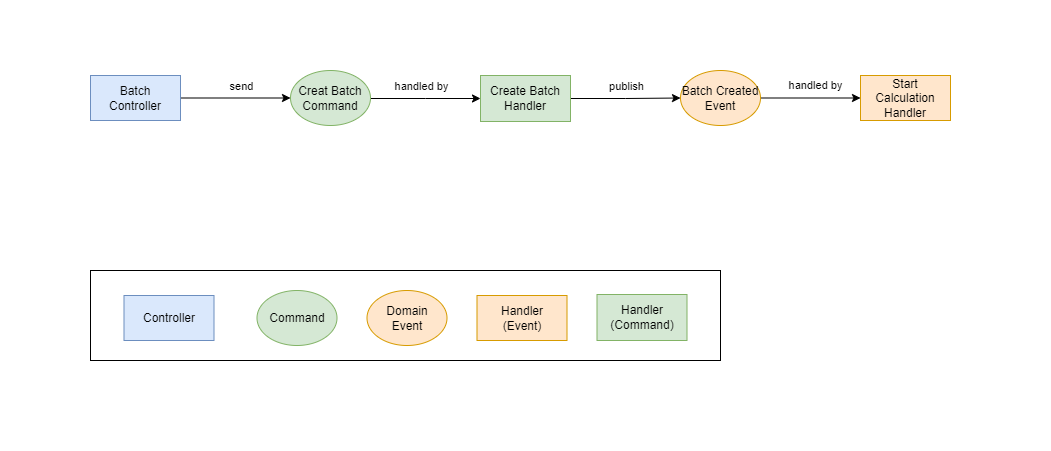 Batch
Controller
send
Creat Batch
Command
handled by
Create Batch
Handler
publish
Batch Created
Event
handled by
Start
Calculation
Handler
Controller
Command
Domain
Event
Handler
(Event)
Handler
(Command)